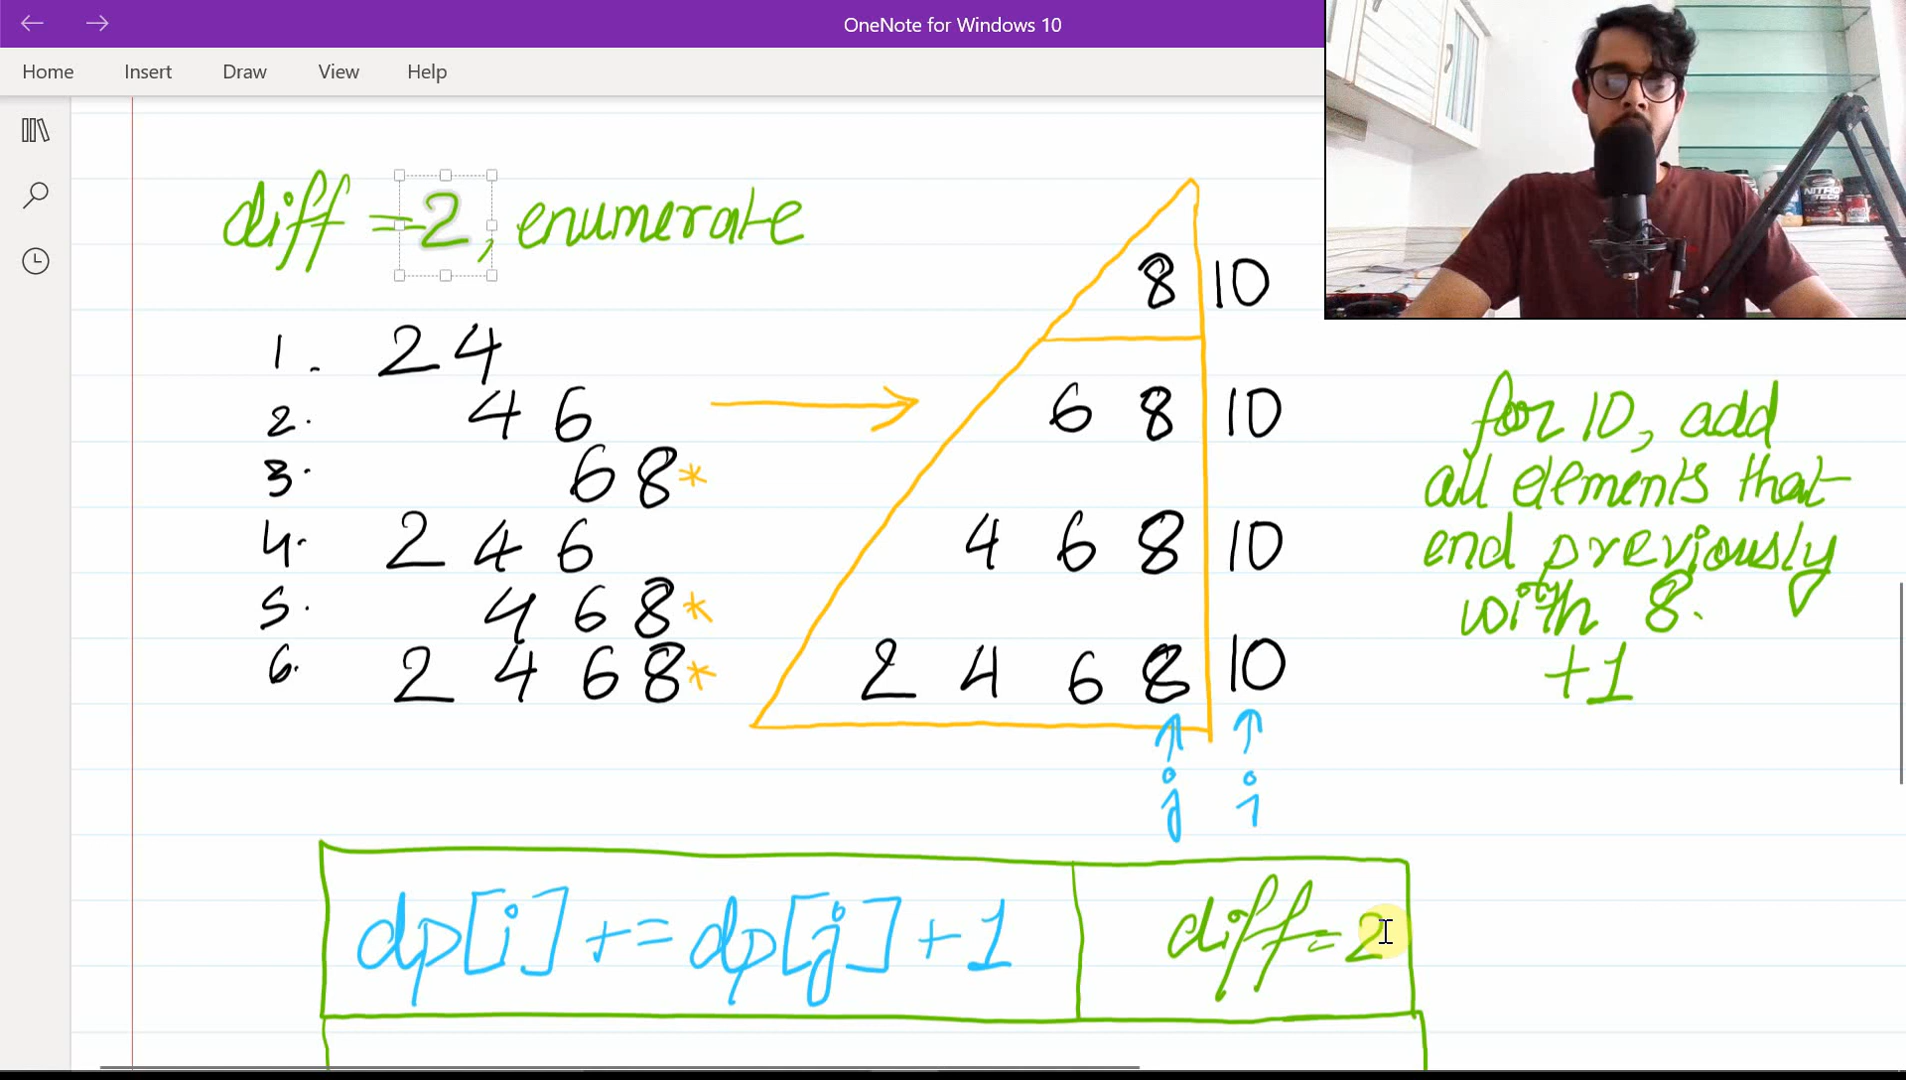 OneNote for Windows 10
Home Insert Draw View Help
diff = 2, enumerate
8 10
1. 2 4
2. 4 6
6 8 10
3. 6 8 *
4. 2 4 6
4 6 8 10
5. 4 6 8 *
6. 2 4 6 8 *
2 4 6 8 10
j i
for 10, add
all elements that
end previously
with 8.
+1
dp[i] += dp[j] + 1
diff = 2
NITRO
TECH